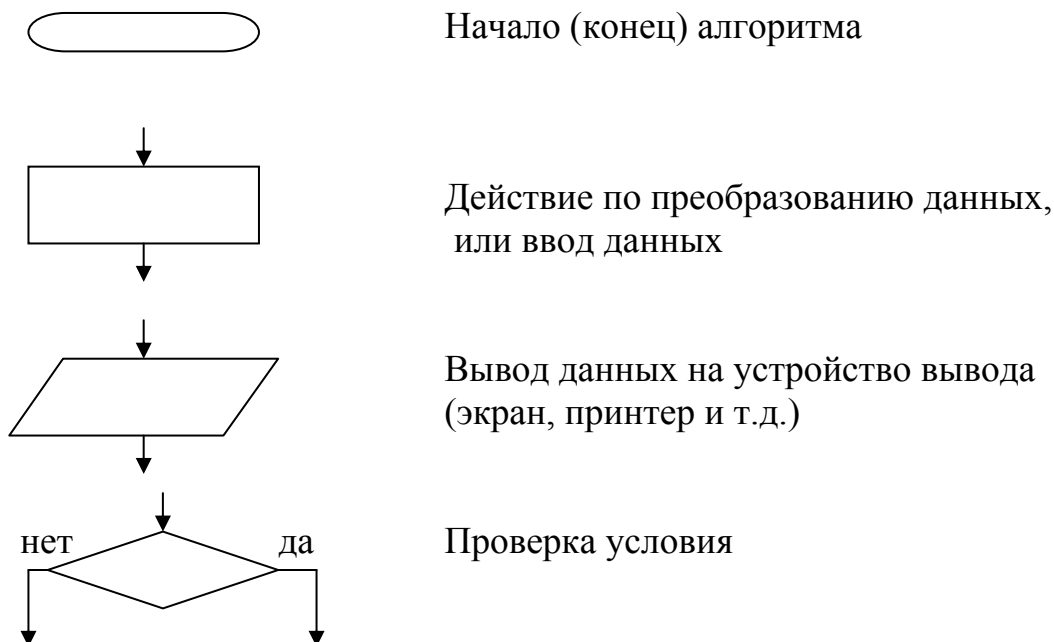 Начало (конец) алгоритма
Действие по преобразованию данных,
или ввод данных
Вывод данных на устройство вывода
(экран, принтер и т.д.)
нет
да
Проверка условия